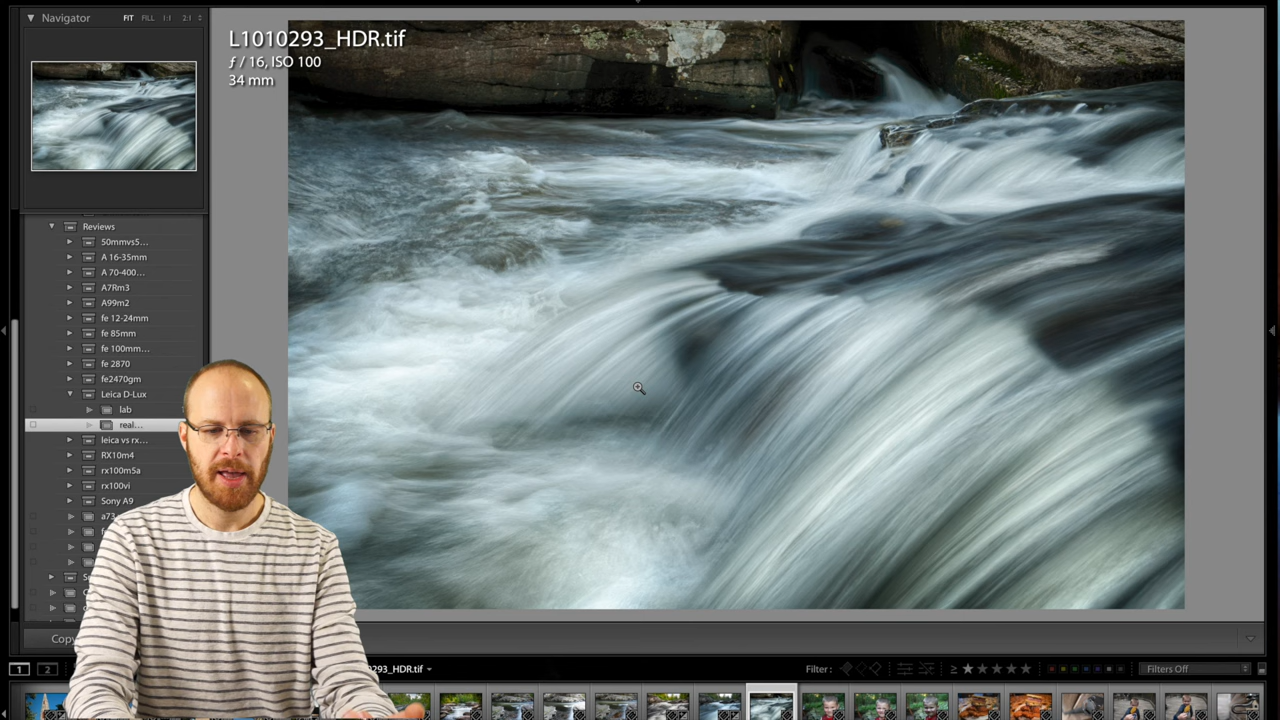 Navigator
FIT FILL 1:1 2:1
L1010293_HDR.tif
ƒ / 16, ISO 100
34 mm
Reviews
50mmvs5...
A 16-35mm
A 70-400...
A7Rm3
A99m2
fe 12-24mm
fe 85mm
fe 100mm...
fe 2870
fe2470gm
Leica D-Lux
lab
real...
leica vs rx...
RX10m4
rx100m5a
rx100vi
Sony A9
a73
Copy
1 2
293_HDR.tif
Filter :
≥
Filters Off